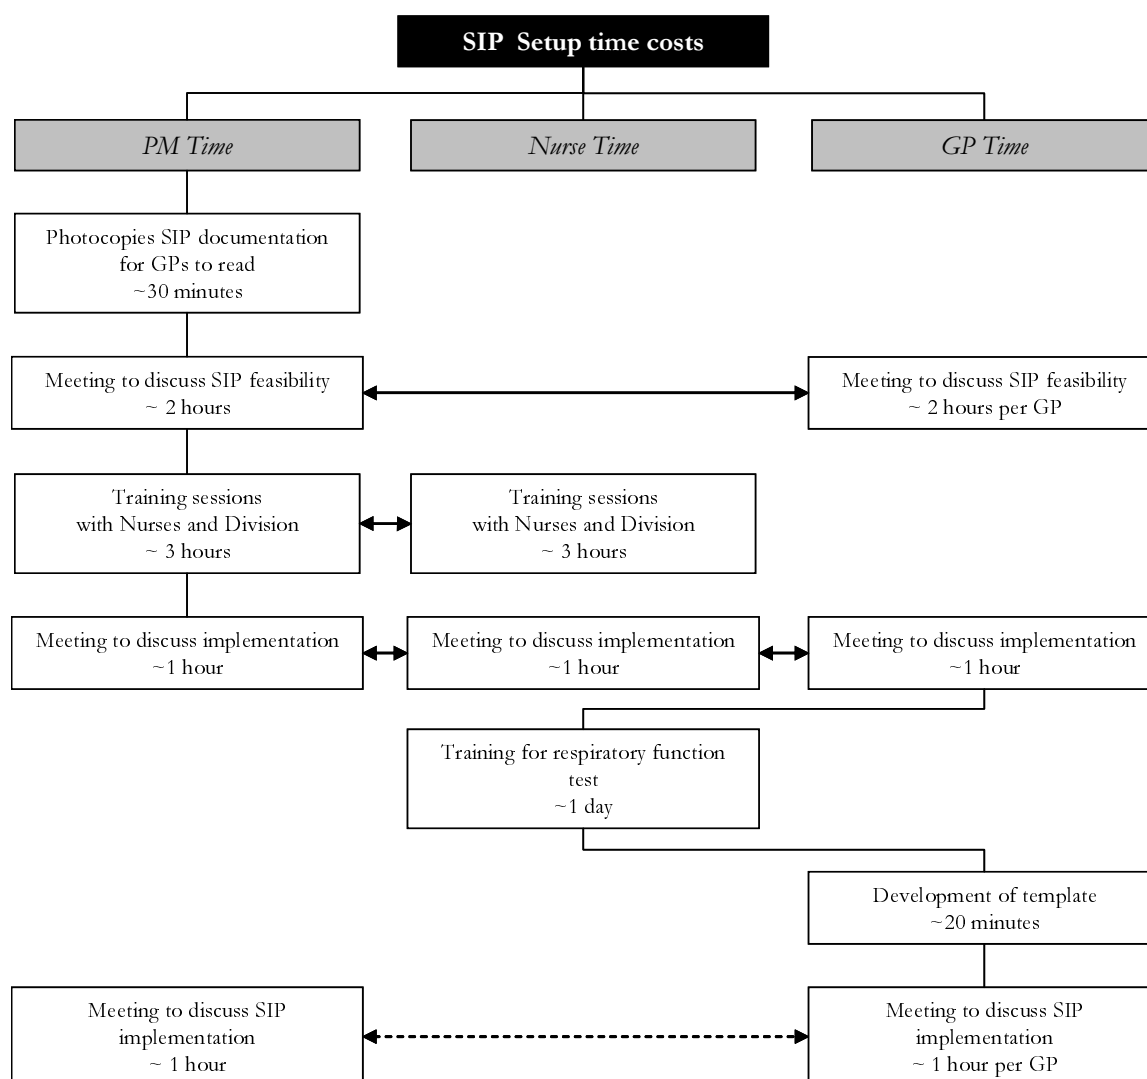 SIP Setup time costs
PM Time
Nurse Time
GP Time
Photocopies SIP documentation
for GPs to read
~30 minutes
Meeting to discuss SIP feasibility
~ 2 hours
Meeting to discuss SIP feasibility
~ 2 hours per GP
Training sessions
with Nurses and Division
~ 3 hours
Training sessions
with Nurses and Division
~ 3 hours
Meeting to discuss implementation
~1 hour
Meeting to discuss implementation
~1 hour
Meeting to discuss implementation
~1 hour
Training for respiratory function
test
~1 day
Development of template
~20 minutes
Meeting to discuss SIP
implementation
~ 1 hour
Meeting to discuss SIP
implementation
~ 1 hour per GP